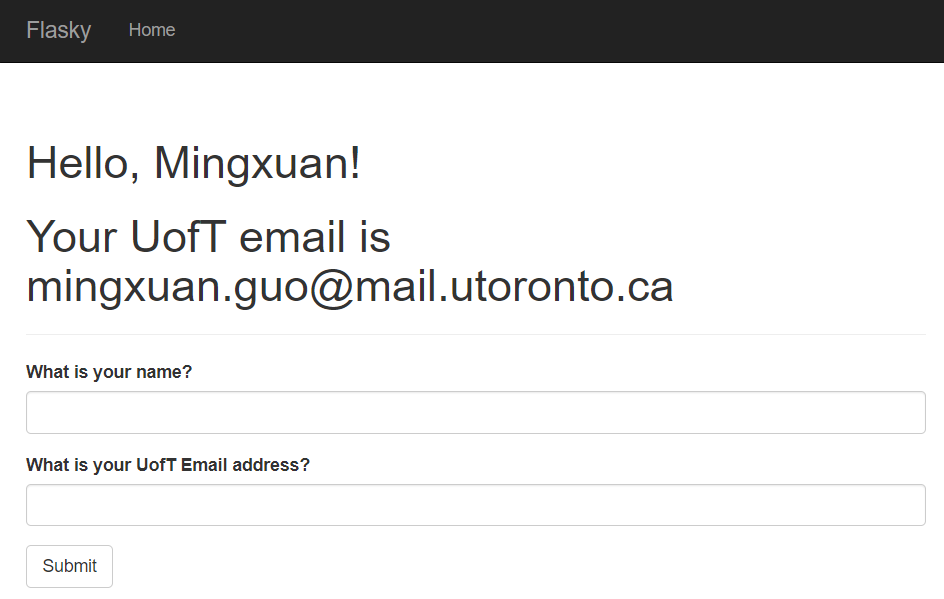 Flasky Home
Hello, Mingxuan!
Your UofT email is
mingxuan.guo@mail.utoronto.ca
What is your name?
What is your UofT Email address?
Submit